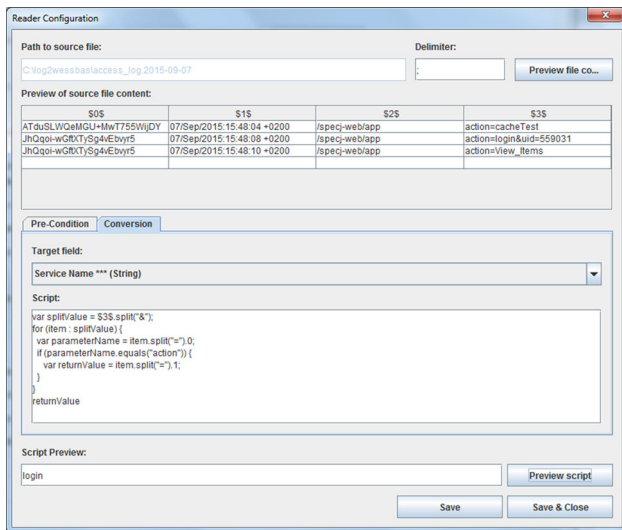 Reader Configuration
Path to source file:
Delimiter:
C:\log2wessbas\access_log.2015-09-07
;
Preview file co...
Preview of source file content:
$0$ $1$ $2$ $3$
ATduSLWQeMGU+MwT755WijDY 07/Sep/2015:15:48:04 +0200 /specj-web/app action=cacheTest
JhQqoi-wGftXTySg4vEbvyr5 07/Sep/2015:15:48:08 +0200 /specj-web/app action=login&uid=559031
JhQqoi-wGftXTySg4vEbvyr5 07/Sep/2015:15:48:10 +0200 /specj-web/app action=View_Items
Pre-Condition Conversion
Target field:
Service Name *** (String)
Script:
var splitValue = $3$.split("&");
for (item : splitValue) {
var parameterName = item.split("=").0;
if (parameterName.equals("action")) {
var returnValue = item.split("=").1;
}
}
returnValue
Script Preview:
login
Preview script
Save
Save & Close